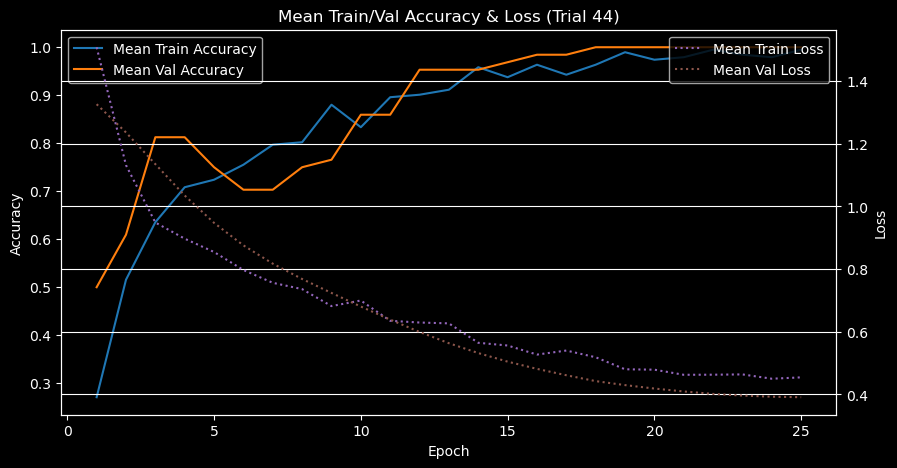 Mean Train/Val Accuracy & Loss (Trial 44)
Mean Train Accuracy
Mean Val Accuracy
Mean Train Loss
Mean Val Loss
1.0
0.9
0.8
0.7
0.6
0.5
0.4
0.3
Accuracy
1.4
1.2
1.0
0.8
0.6
0.4
Loss
0 5 10 15 20 25
Epoch